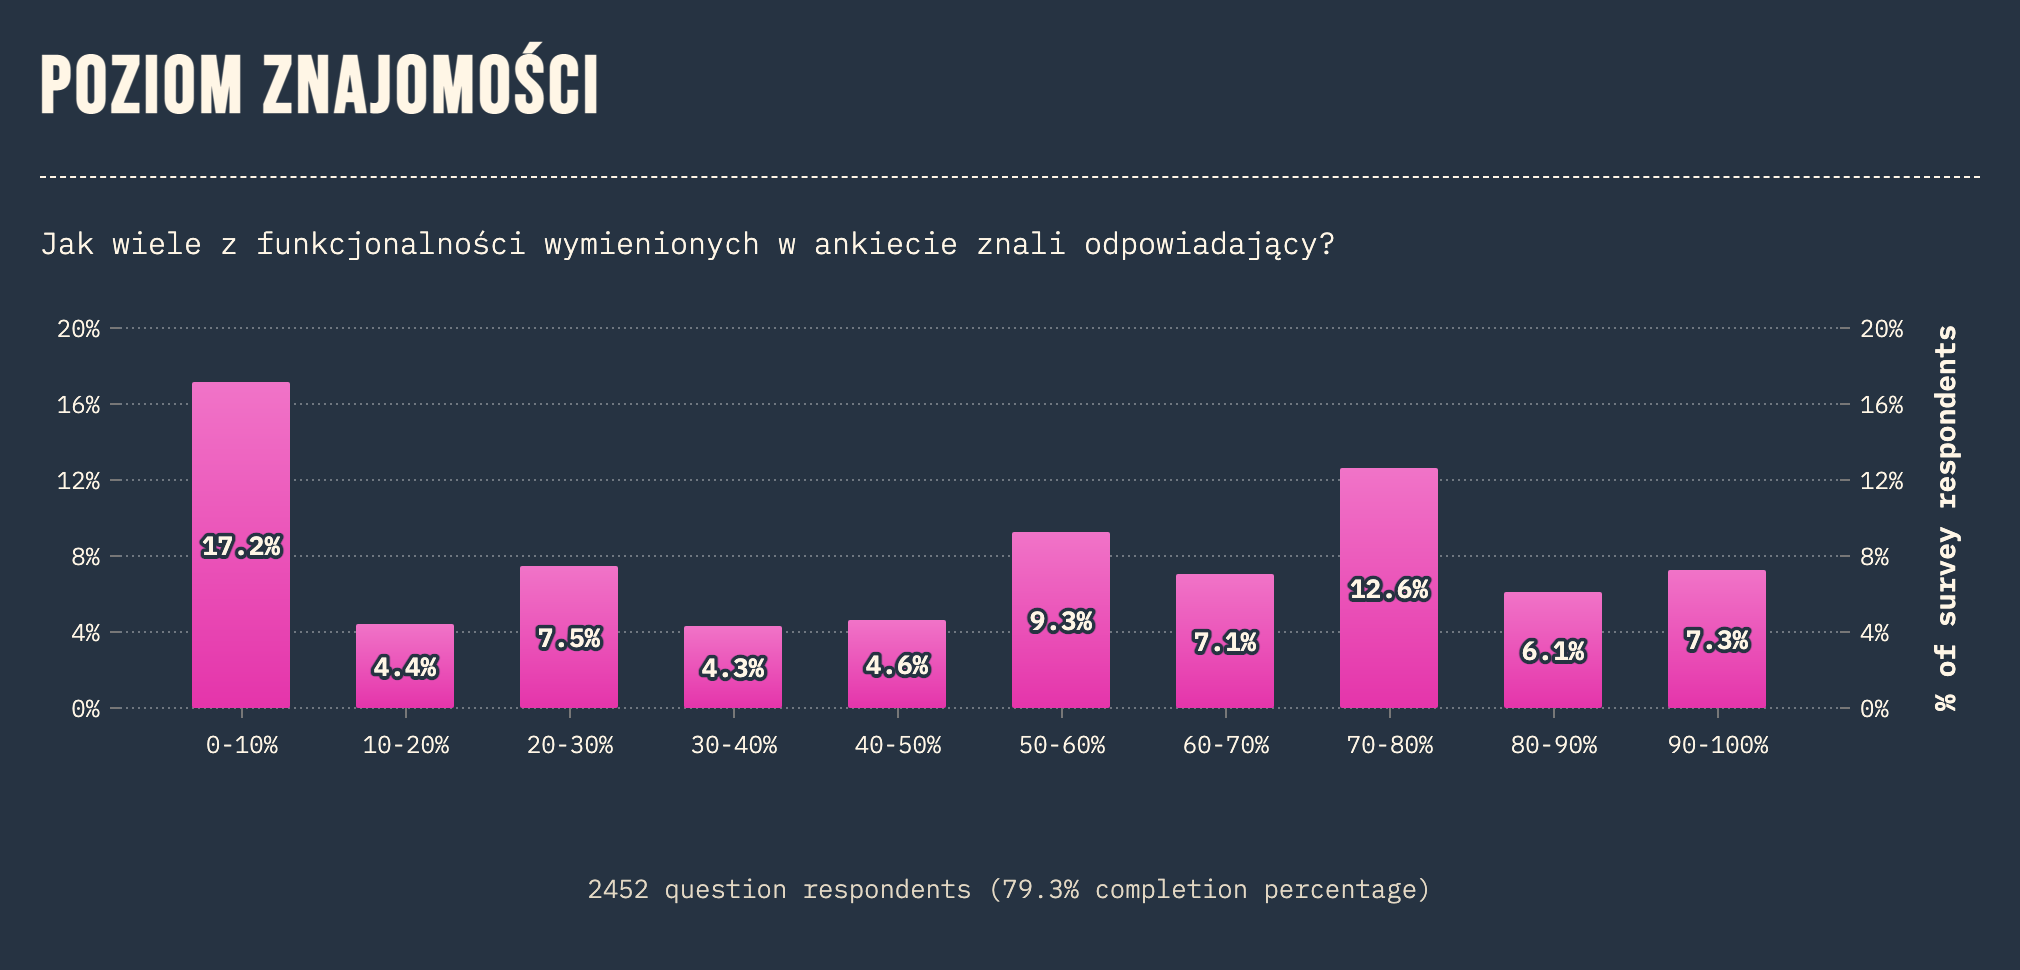 POZIOM ZNAJOMOŚCI
Jak wiele z funkcjonalności wymienionych w ankiecie znali odpowiadający?
20% 20%
16% 16%
12% 12%
8% 8%
4% 4%
0% 0%
% of survey respondents
17.2% 4.4% 7.5% 4.3% 4.6% 9.3% 7.1% 12.6% 6.1% 7.3%
0-10% 10-20% 20-30% 30-40% 40-50% 50-60% 60-70% 70-80% 80-90% 90-100%
2452 question respondents (79.3% completion percentage)